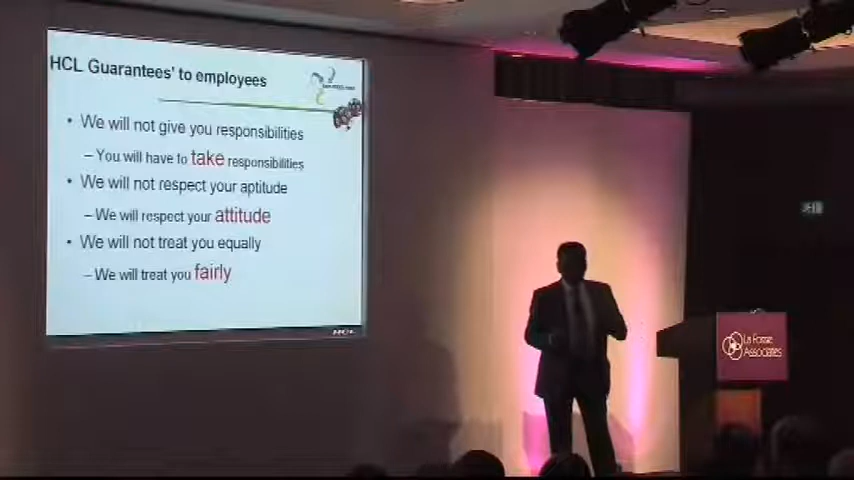 HCL Guarantees' to employees
• We will not give you responsibilities
– You will have to take responsibilities
• We will not respect your aptitude
– We will respect your attitude
• We will not treat you equally
– We will treat you fairly
La Fosse
Associates